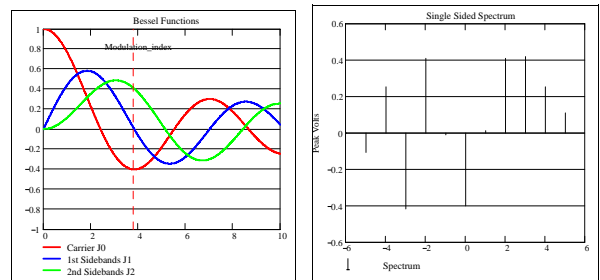 Bessel Functions
Modulation_index
1
0.8
0.6
0.4
0.2
0
−0.2
−0.4
−0.6
−0.8
−1
0 2 4 6 8 10
Carrier J0
1st Sidebands J1
2nd Sidebands J2
Single Sided Spectrum
Peak Volts
0.6
0.4
0.2
0
−0.2
−0.4
−0.6
−6 −4 −2 0 2 4 6
Spectrum